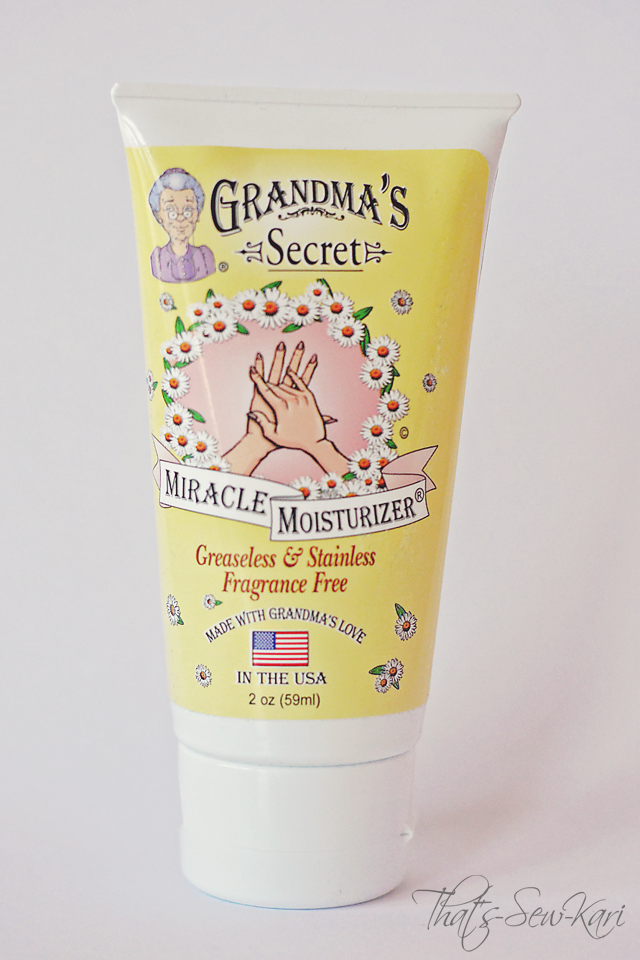 GRANDMA'S
Secret
®
©
MIRACLE
MOISTURIZER®
Greaseless & Stainless
Fragrance Free
MADE WITH GRANDMA'S LOVE
IN THE USA
2 oz (59ml)
That's-Sew-Kari